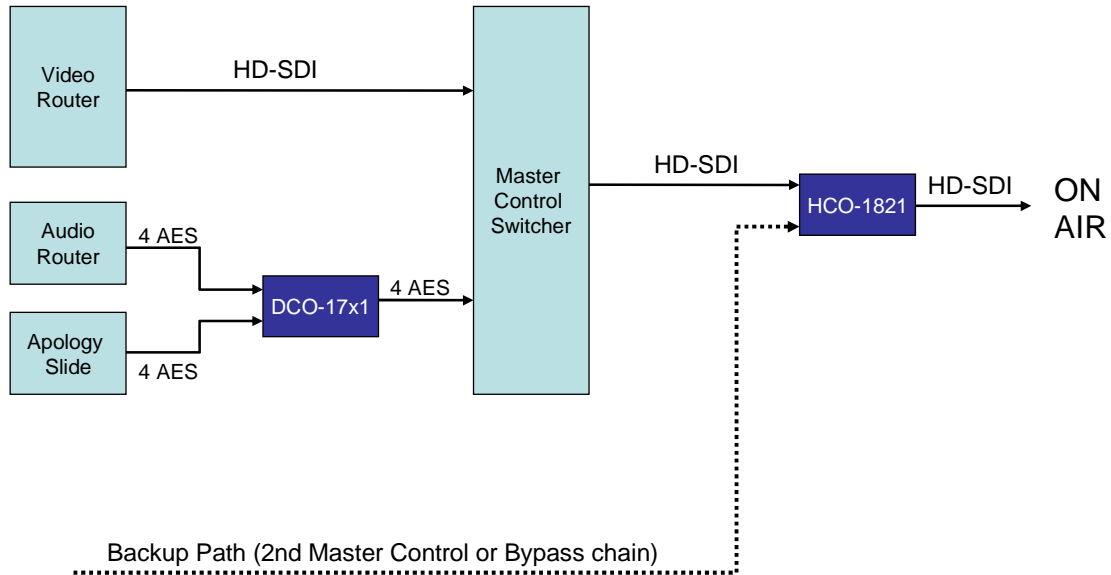 Video
Router
HD-SDI
Master
Control
Switcher
HD-SDI
HCO-1821
HD-SDI
ON
AIR
Audio
Router
4 AES
DCO-17x1
4 AES
Apology
Slide
4 AES
Backup Path (2nd Master Control or Bypass chain)